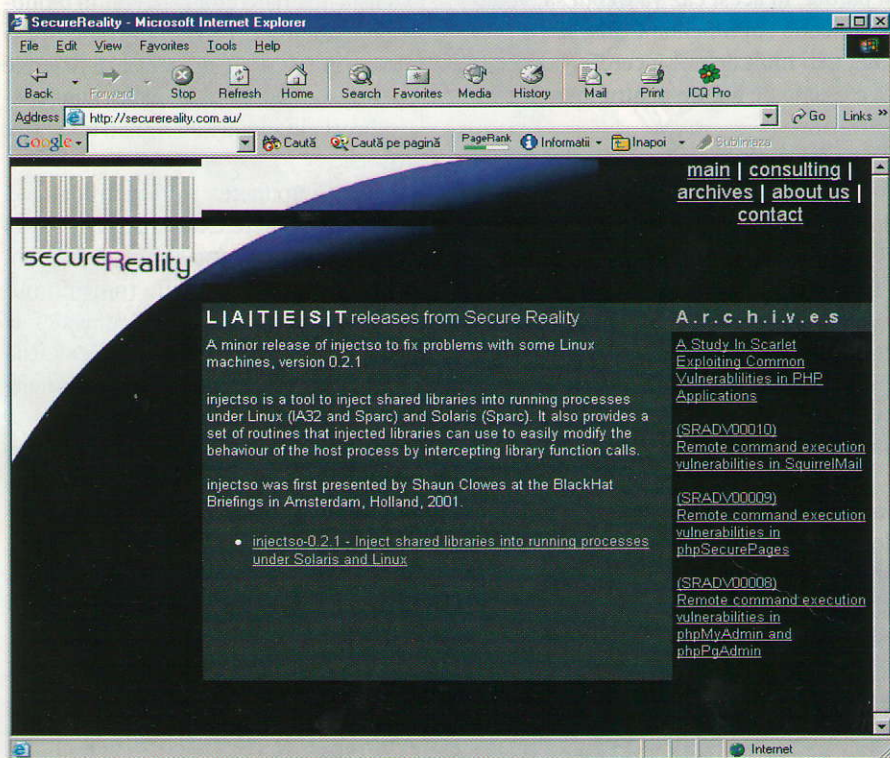 SecureReality - Microsoft Internet Explorer
File Edit View Favorites Tools Help
Back Forward Stop Refresh Home Search Favorites Media History Mail Print ICQ Pro
Address http://securereality.com.au/ Go Links »
Google Caută Caută pe pagină PageRank Informatii Inapoi Subliniaza
main | consulting |
archives | about us |
contact
secureReality
L|A|T|E|S|T releases from Secure Reality
A minor release of injectso to fix problems with some Linux
machines, version 0.2.1
injectso is a tool to inject shared libraries into running processes
under Linux (IA32 and Sparc) and Solaris (Sparc). It also provides a
set of routines that injected libraries can use to easily modify the
behaviour of the host process by intercepting library function calls.
injectso was first presented by Shaun Clowes at the BlackHat
Briefings in Amsterdam, Holland, 2001.
• injectso-0.2.1 - Inject shared libraries into running processes
under Solaris and Linux
A.r.c.h.i.v.e.s
A Study In Scarlet
Exploiting Common
Vulnerablilities in PHP
Applications
(SRADV00010)
Remote command execution
vulnerabilities in SquirrelMail
(SRADV00009)
Remote command execution
vulnerabilities in
phpSecurePages
(SRADV00008)
Remote command execution
vulnerabilities in
phpMyAdmin and
phpPgAdmin
Internet